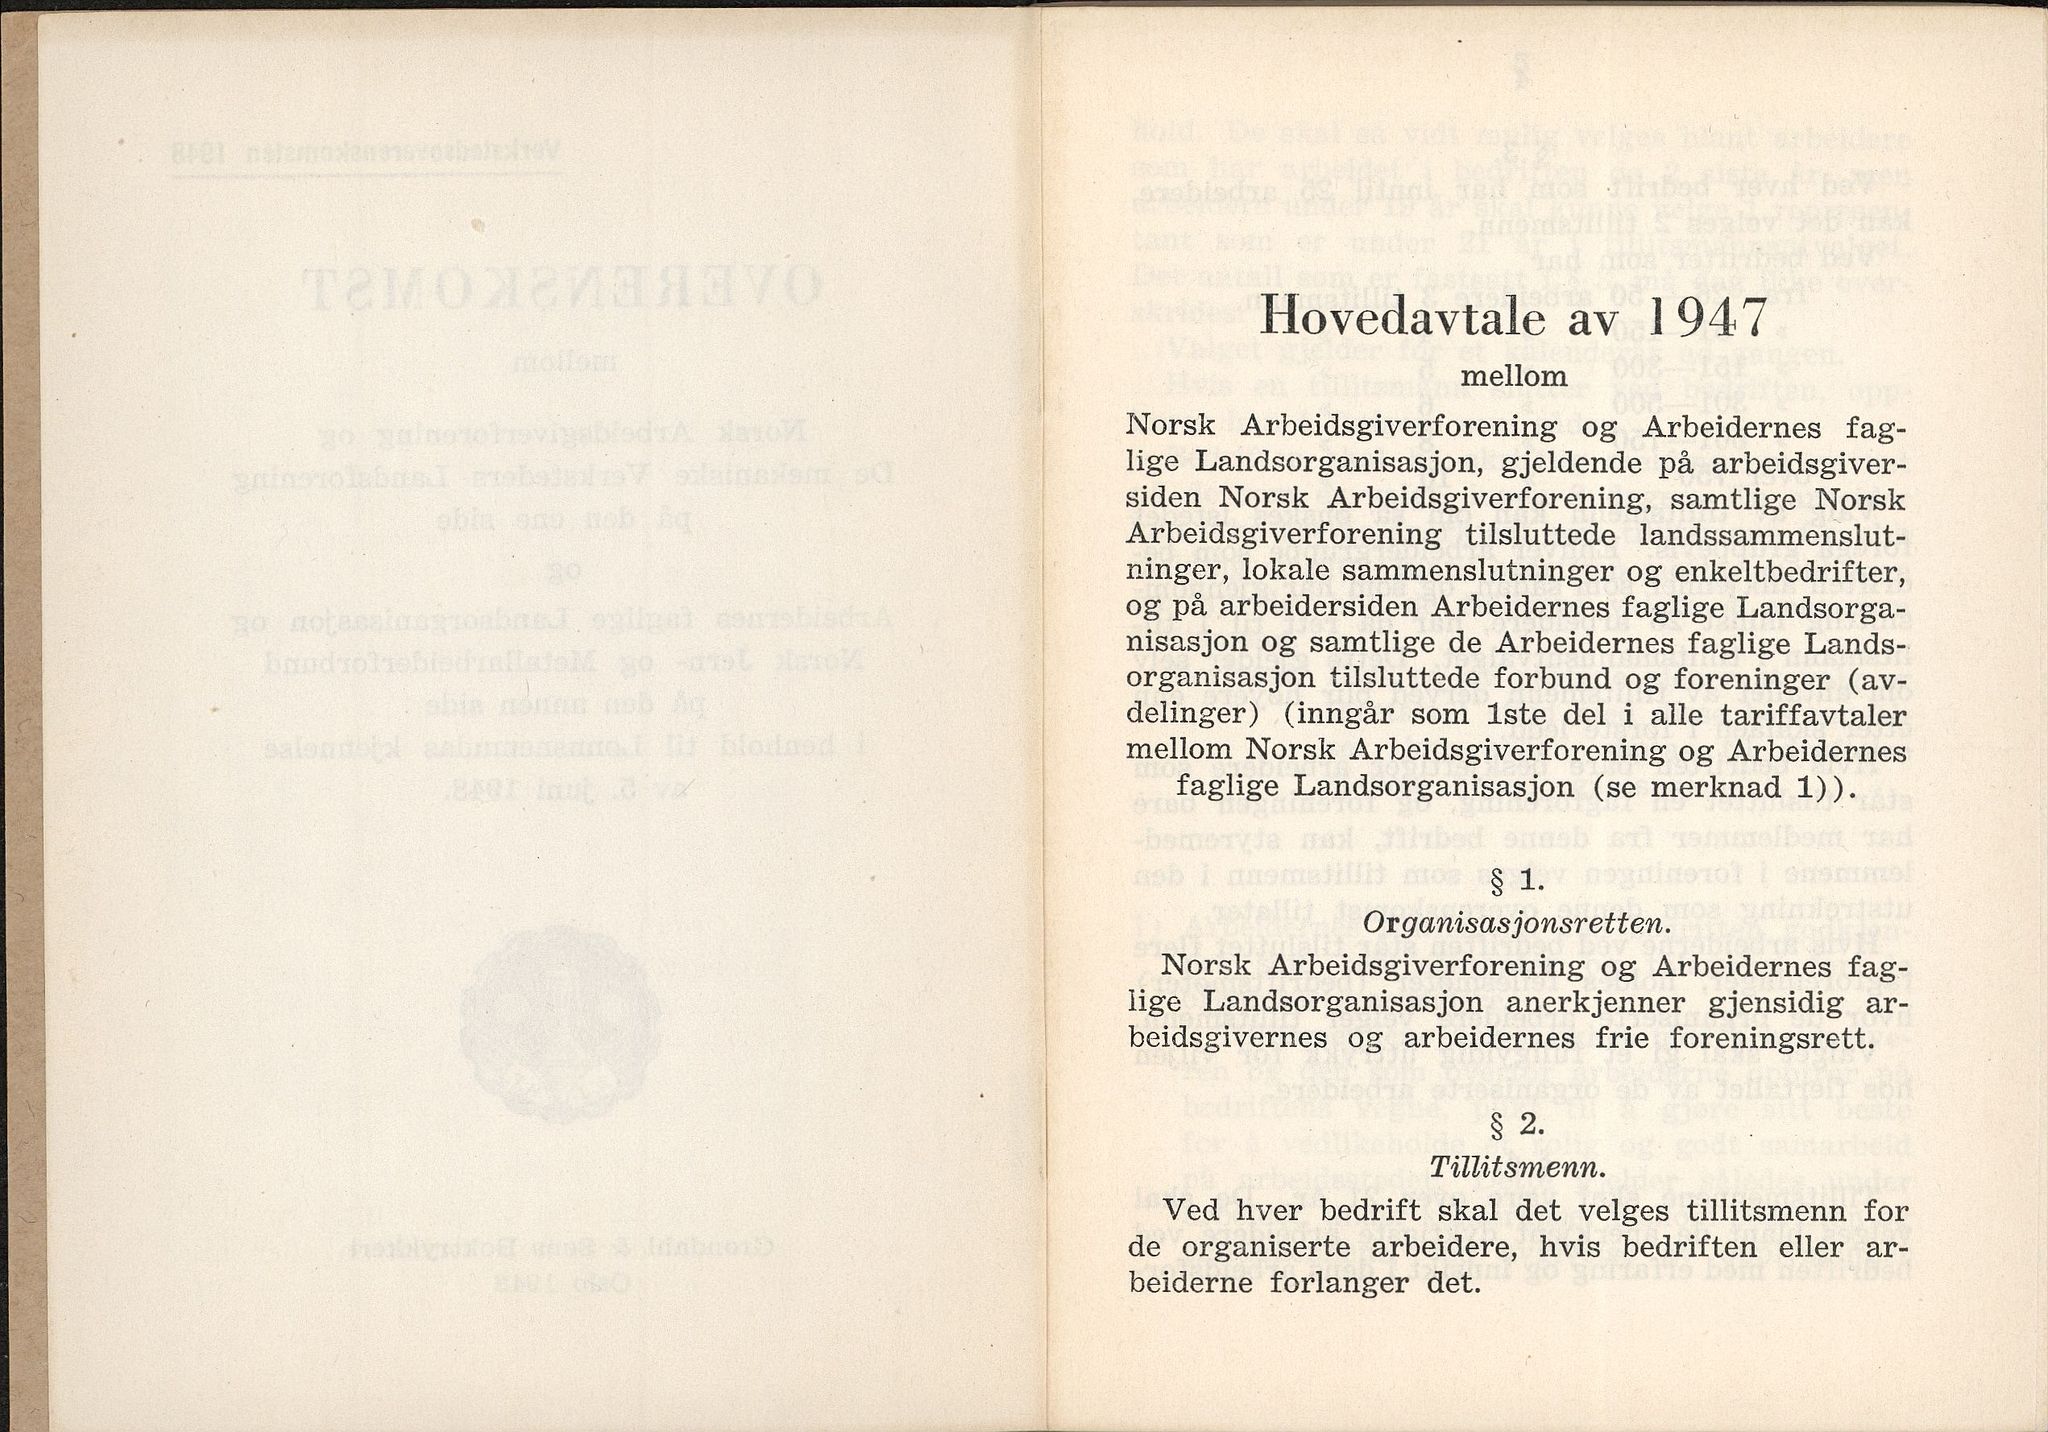 Hovedavtale av 1947
mellom
Norsk Arbeidsgiverforening og Arbeidernes fag-
lige Landsorganisasjon, gjeldende på arbeidsgiver-
siden Norsk Arbeidsgiverforening, samtlige Norsk
Arbeidsgiverforening tilsluttede landssammenslut-
ninger, lokale sammenslutninger og enkeltbedrifter,
og på arbeidersiden Arbeidernes faglige Landsorga-
nisasjon og samtlige de Arbeidernes faglige Lands-
organisasjon tilsluttede forbund og foreninger (av-
delinger) (inngår som 1ste del i alle tariffavtaler
mellom Norsk Arbeidsgiverforening og Arbeidernes
faglige Landsorganisasjon (se merknad 1)).
§ 1.
Organisasjonsretten.
Norsk Arbeidsgiverforening og Arbeidernes fag-
lige Landsorganisasjon anerkjenner gjensidig ar-
beidsgivernes og arbeidernes frie foreningsrett.
§ 2.
Tillitsmenn.
Ved hver bedrift skal det velges tillitsmenn for
de organiserte arbeidere, hvis bedriften eller ar-
beiderne forlanger det.